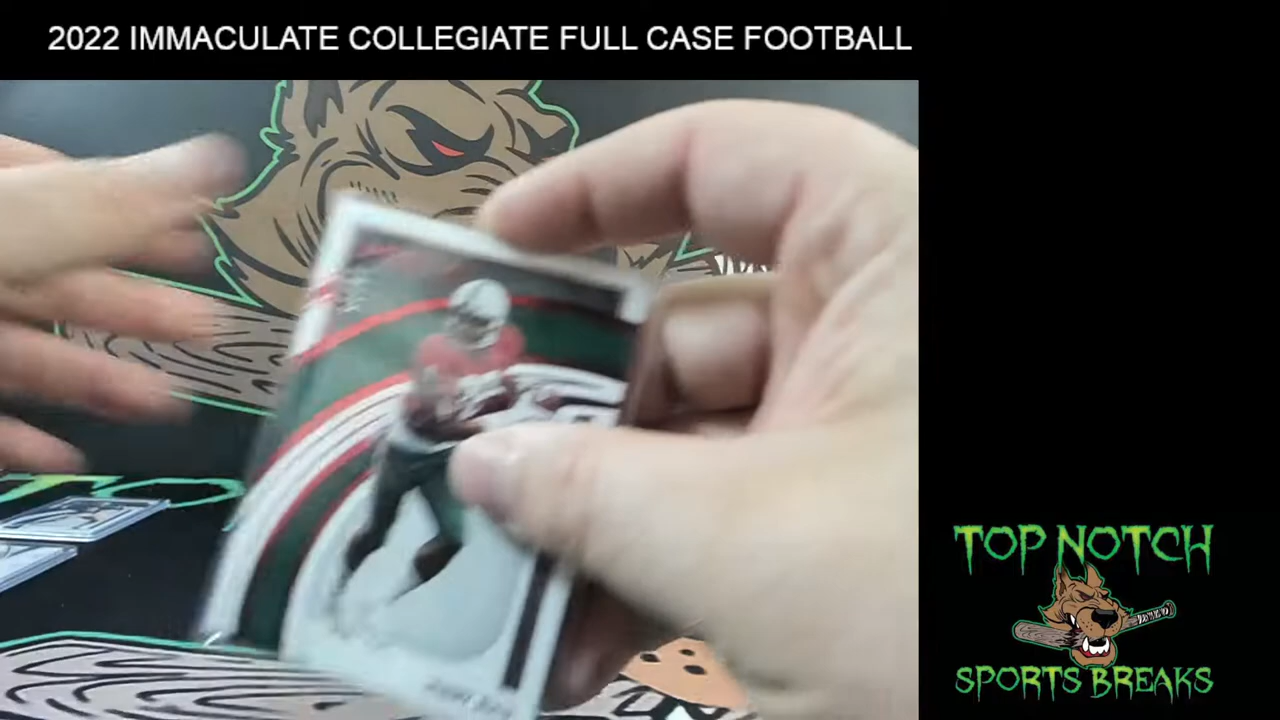 2022 IMMACULATE COLLEGIATE FULL CASE FOOTBALL
TOP NOTCH
SPORTS BREAKS